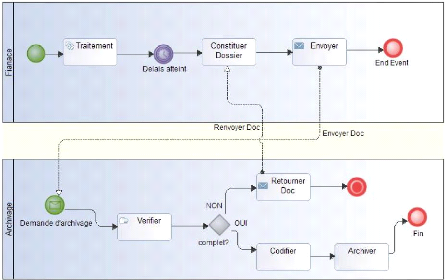 Fianace
Traitement
Delais atteint
Constituer
Dossier
Envoyer
End Event
Renvoyer Doc
Envoyer Doc
Archivage
Demande d'archivage
Verifier
NON
OUI
complet?
Retourner
Doc
Codifier
Archiver
Fin